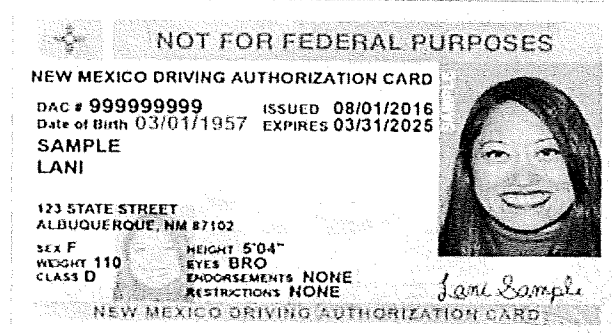 NOT FOR FEDERAL PURPOSES
NEW MEXICO DRIVING AUTHORIZATION CARD
DAC # 999999999 ISSUED 08/01/2016
Date of Birth 03/01/1957 EXPIRES 03/31/2025
SAMPLE
LANI
123 STATE STREET
ALBUQUERQUE, NM 87102
SEX F HEIGHT 5'04"
WEIGHT 110 EYES BRO
CLASS D ENDORSEMENTS NONE
RESTRICTIONS NONE
Lani Sample
NEW MEXICO DRIVING AUTHORIZATION CARD